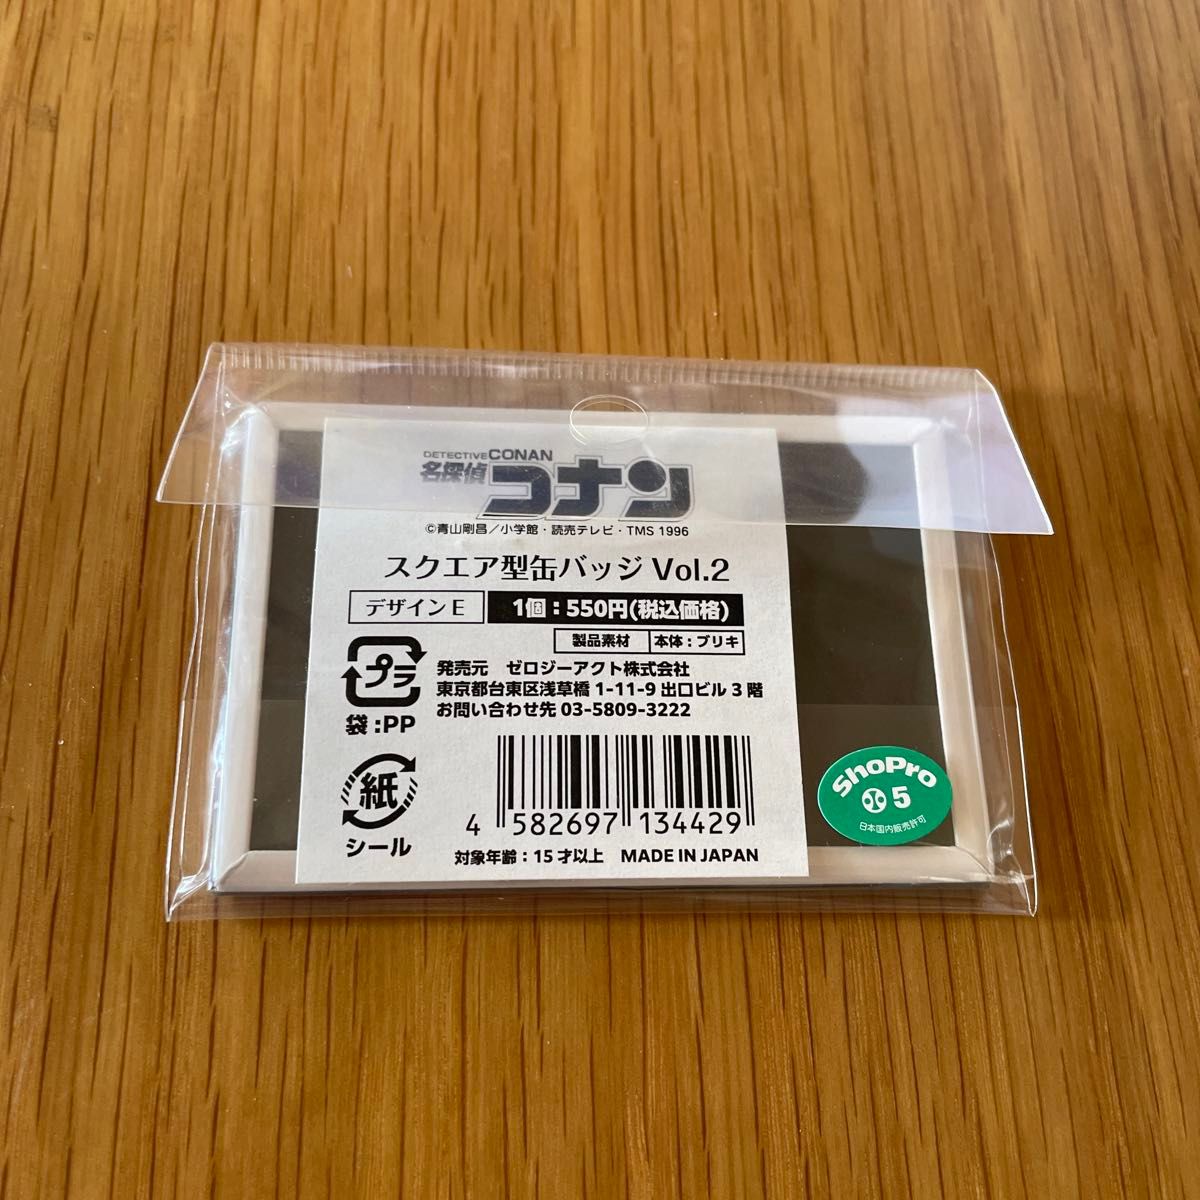 DETECTIVE CONAN
名探偵コナン
©青山剛昌/小学館・読売テレビ・TMS 1996
スクエア型缶バッジ Vol.2
デザイン E 1個:550円(税込価格)
製品素材 本体:ブリキ
プラ
袋:PP
発売元 ゼロジーアクト株式会社
東京都台東区浅草橋 1-11-9 出口ビル 3 階
お問い合わせ先 03-5809-3222
紙
シール
4 582697 134429
対象年齢:15才以上 MADE IN JAPAN
ShoPro
5
日本国内販売許可